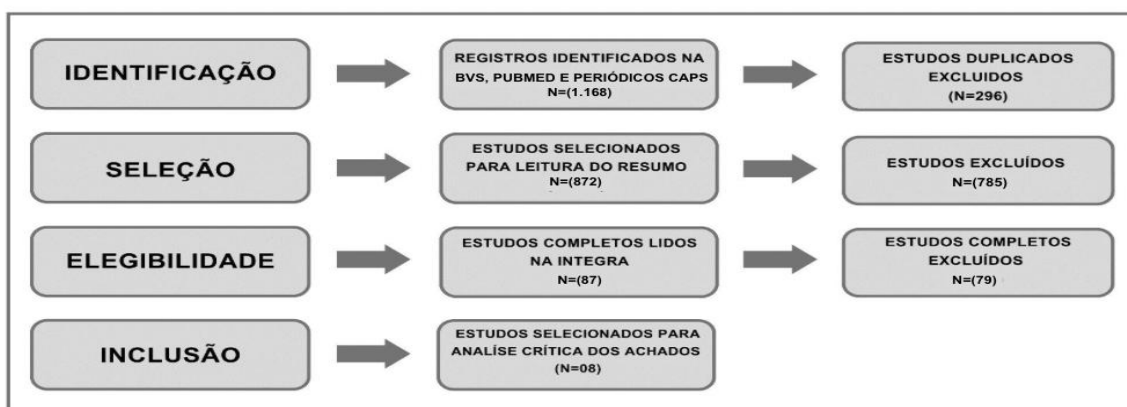 IDENTIFICAÇÃO
REGISTROS IDENTIFICADOS NA
BVS, PUBMED E PERIÓDICOS CAPS
N=(1.168)
ESTUDOS DUPLICADOS
EXCLUIDOS
(N=296)
SELEÇÃO
ESTUDOS SELECIONADOS
PARA LEITURA DO RESUMO
N=(872)
ESTUDOS EXCLUÍDOS
N=(785)
ELEGIBILIDADE
ESTUDOS COMPLETOS LIDOS
NA INTEGRA
N=(87)
ESTUDOS COMPLETOS
EXCLUÍDOS
N=(79)
INCLUSÃO
ESTUDOS SELECIONADOS PARA
ANALÍSE CRÍTICA DOS ACHADOS
(N=08)